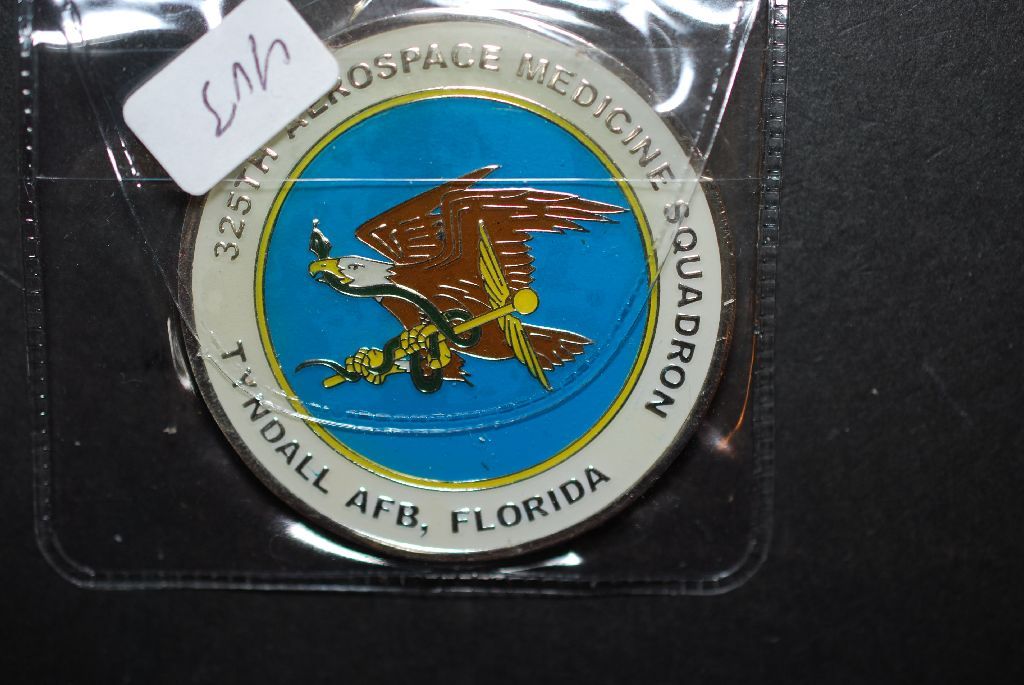 325TH AEROSPACE MEDICINE SQUADRON
TYNDALL AFB, FLORIDA